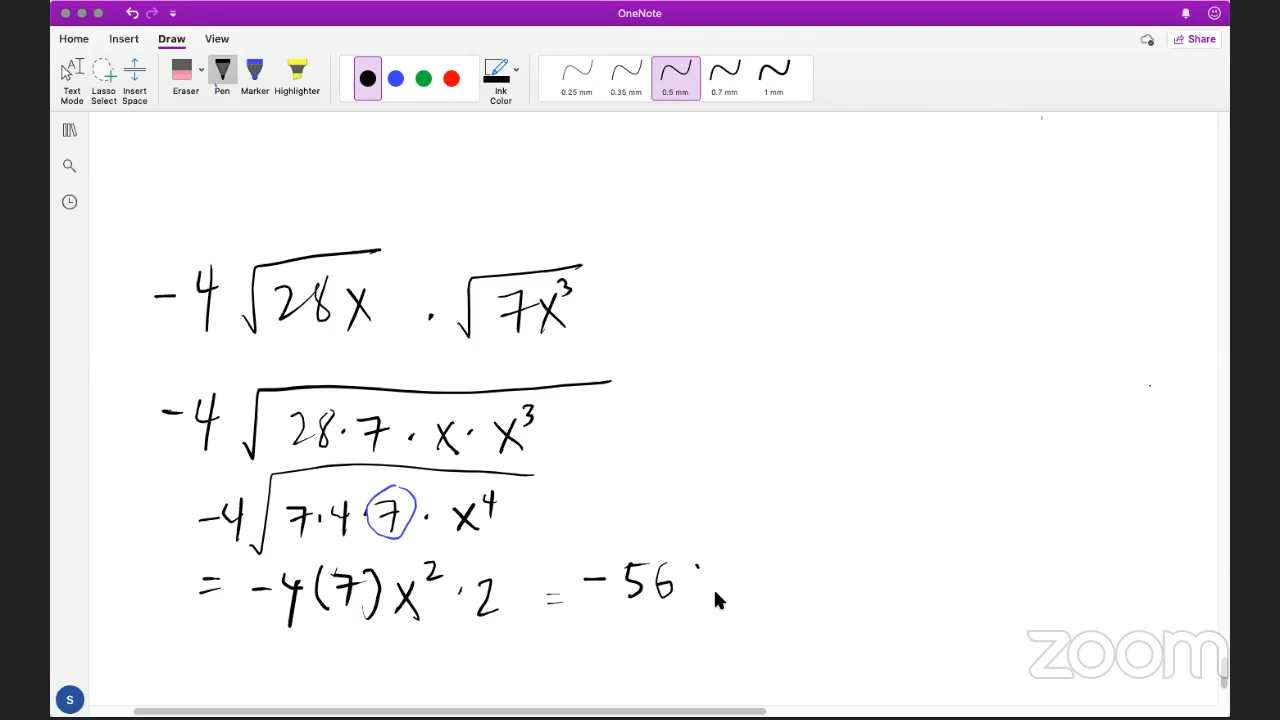 OneNote
Home Insert Draw View Share
Text Mode Lasso Select Insert Space Eraser Pen Marker Highlighter Ink Color 0.25 mm 0.35 mm 0.5 mm 0.7 mm 1 mm
-4 √(28x) · √(7x³)
-4 √(28·7·x·x³)
-4 √(7·4·7·x⁴)
= -4(7)x²·2 = -56
zoom
S